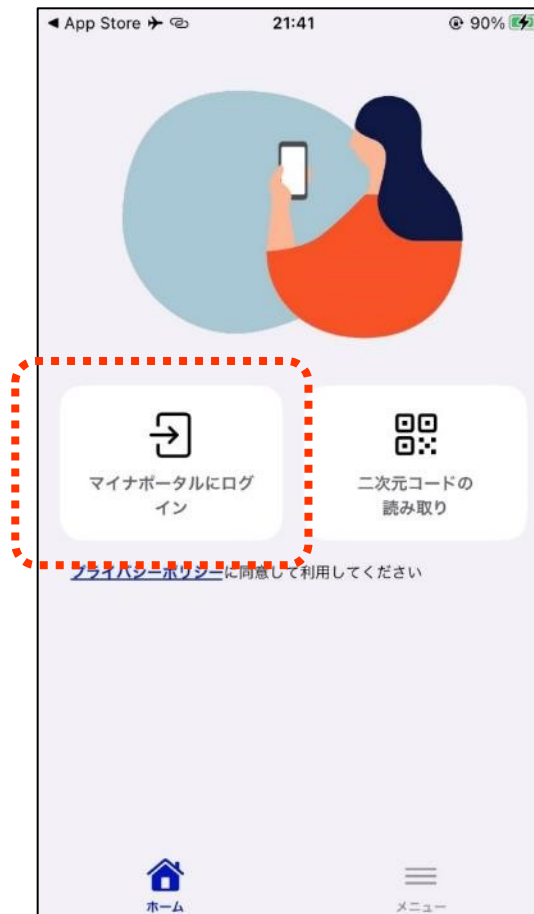 ◀ App Store
21:41
90%
マイナポータルにログ
イン
二次元コードの
読み取り
プライバシーポリシーに同意して利用してください
ホーム
メニュー